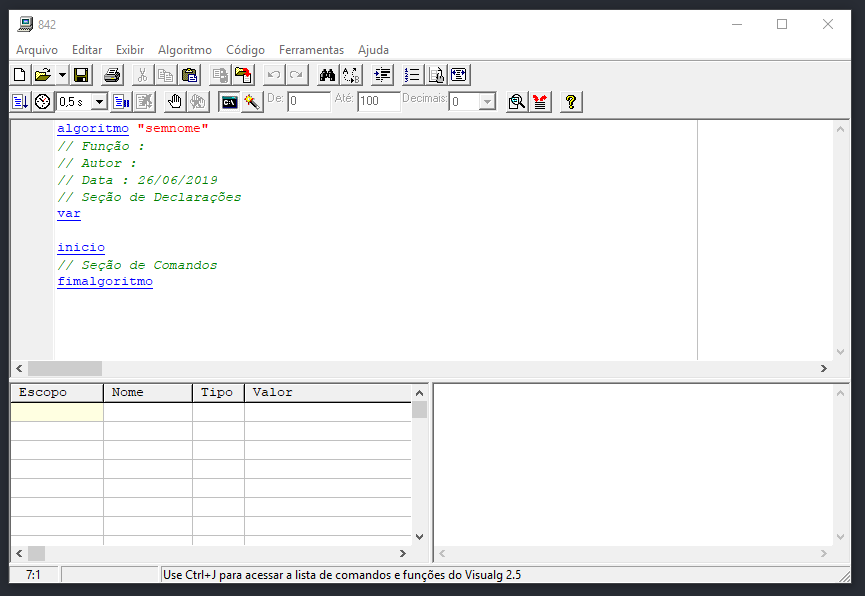 842
Arquivo Editar Exibir Algoritmo Código Ferramentas Ajuda
0,5 s De: 0 Até: 100 Decimais: 0
algoritmo "semnome"
// Função :
// Autor :
// Data : 26/06/2019
// Seção de Declarações
var
inicio
// Seção de Comandos
fimalgoritmo
Escopo Nome Tipo Valor
7:1 Use Ctrl+J para acessar a lista de comandos e funções do Visualg 2.5